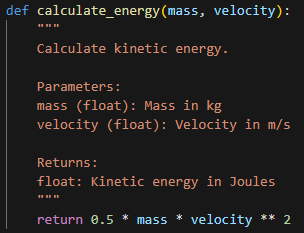 def calculate_energy(mass, velocity):
    """
    Calculate kinetic energy.

    Parameters:
    mass (float): Mass in kg
    velocity (float): Velocity in m/s

    Returns:
    float: Kinetic energy in Joules
    """
    return 0.5 * mass * velocity ** 2